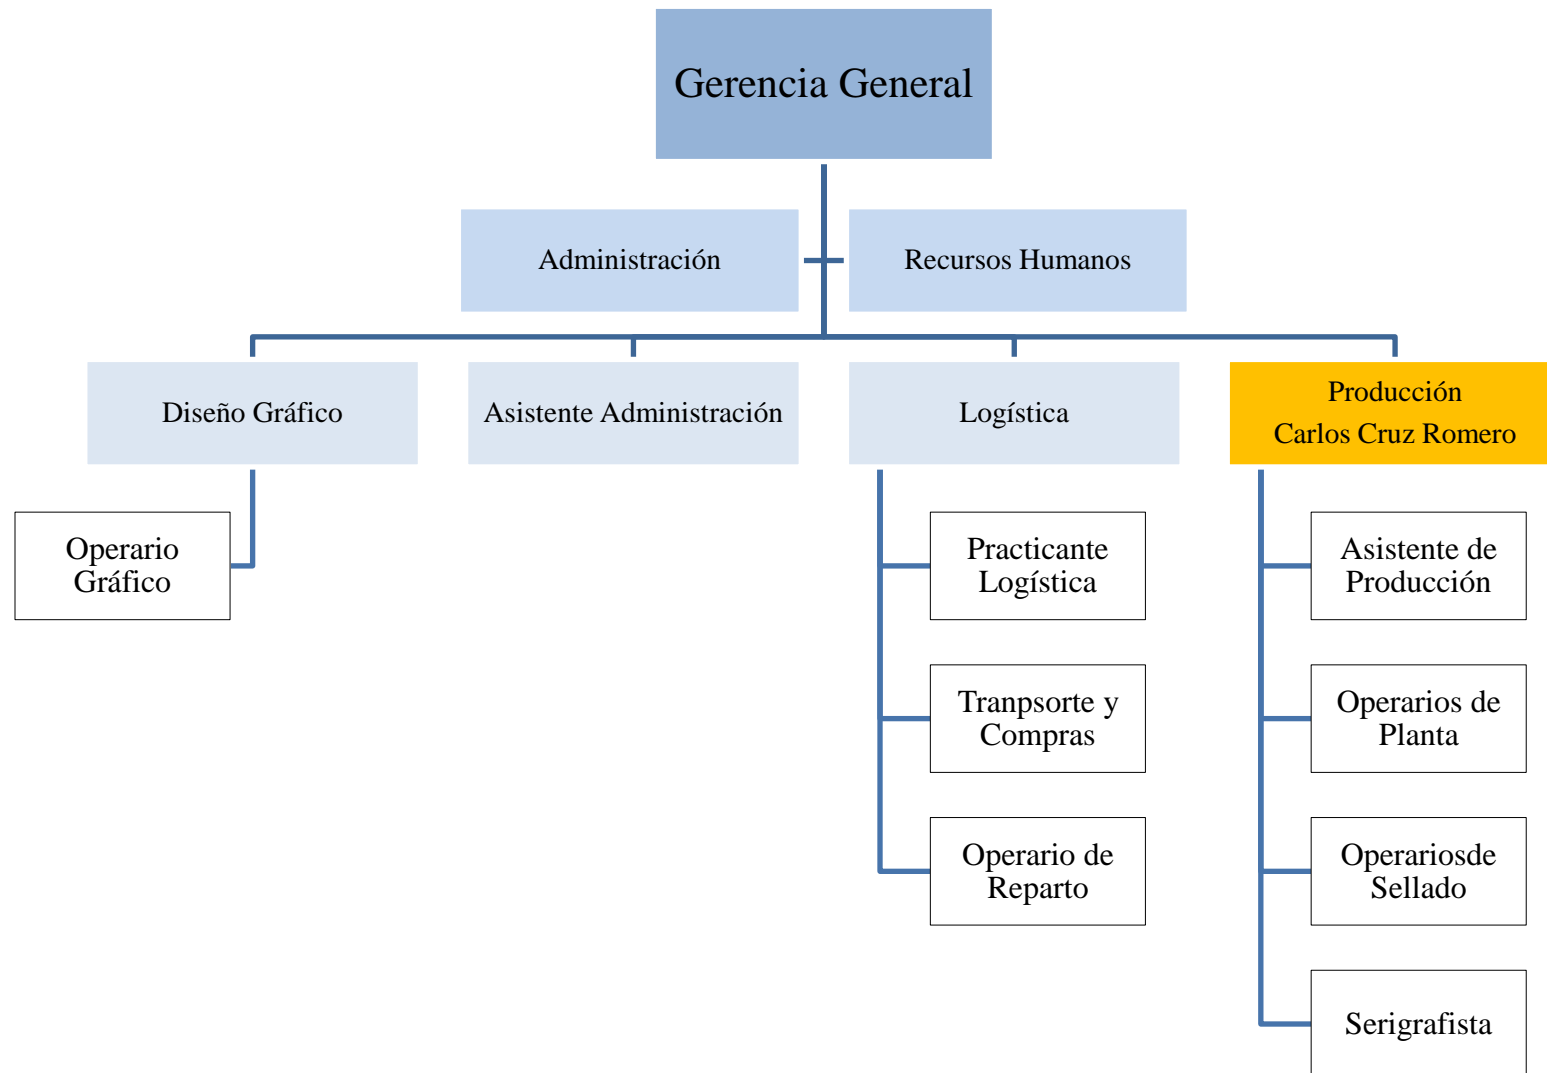 Gerencia General
Administración
Recursos Humanos
Diseño Gráfico
Asistente Administración
Logística
Producción
Carlos Cruz Romero
Operario
Gráfico
Practicante
Logística
Asistente de
Producción
Tranpsorte y
Compras
Operarios de
Planta
Operario de
Reparto
Operariosde
Sellado
Serigrafista